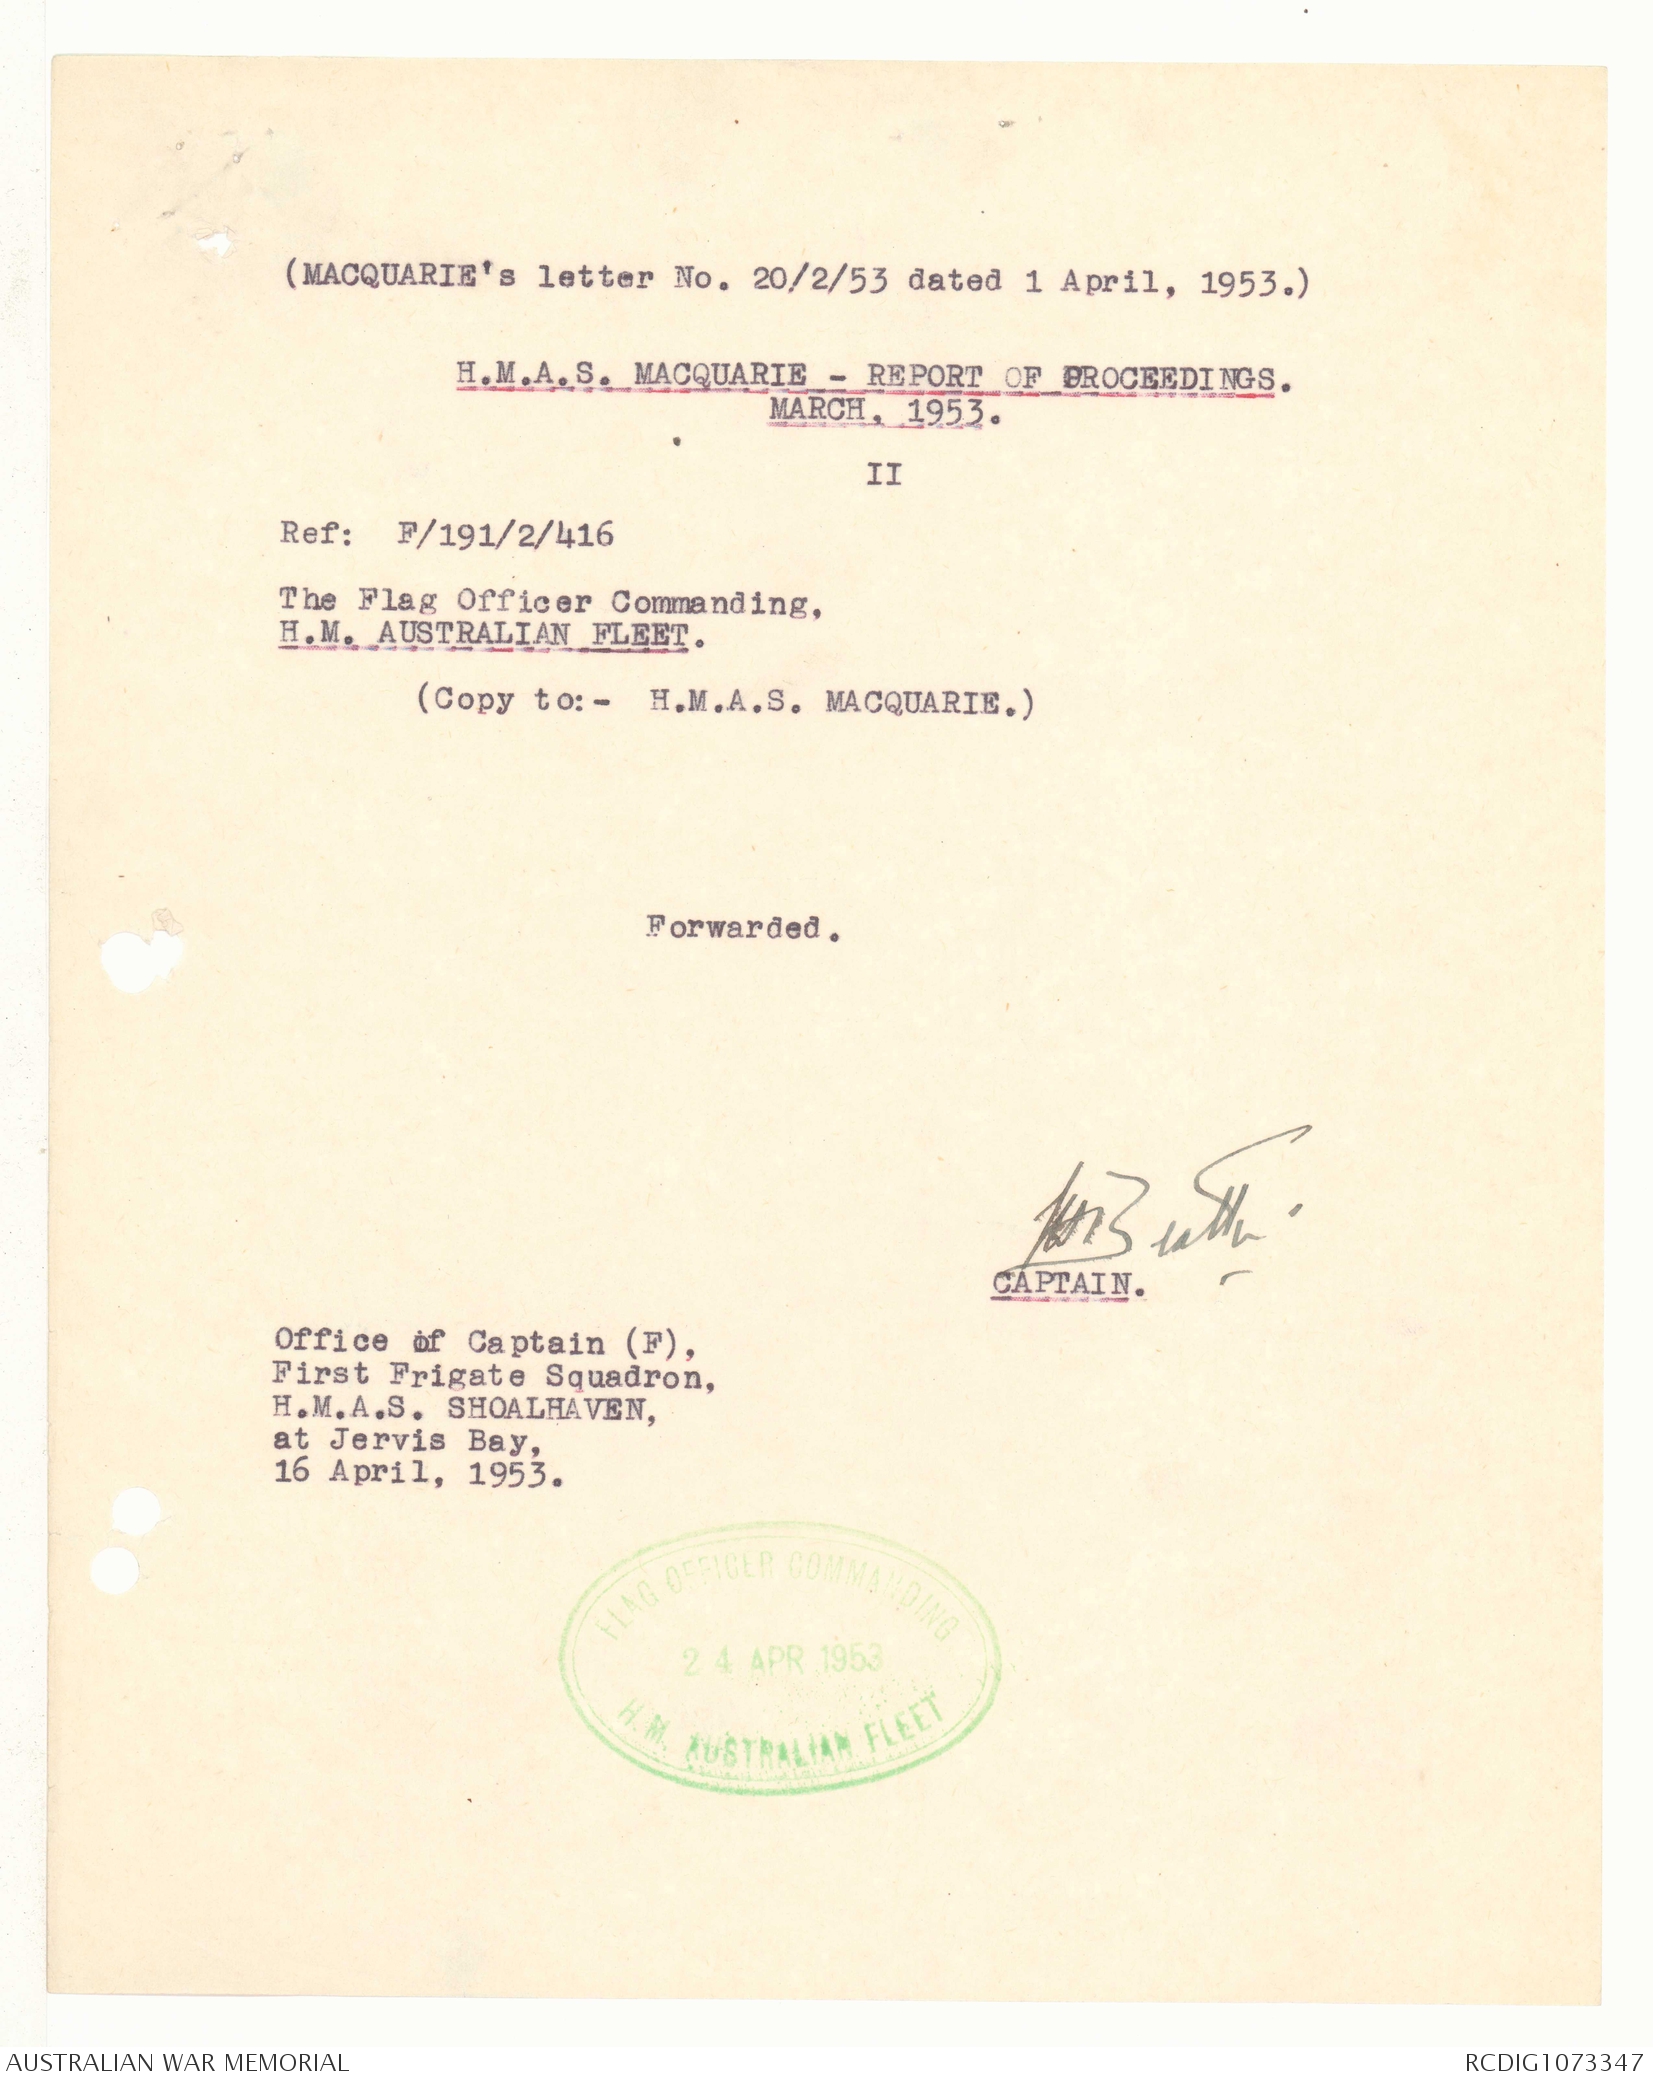 (MACQUARIE's letter No. 20/2/53 dated 1 April, 1953.)
H.M.A.S. MACQUARIE - REPORT OF PROCEEDINGS.
MARCH, 1953.
II
Ref: F/191/2/416
The Flag Officer Commanding,
H.M. AUSTRALIAN FLEET.
(Copy to:- H.M.A.S. MACQUARIE.)
Forwarded.
CAPTAIN.
Office of Captain (F),
First Frigate Squadron,
H.M.A.S. SHOALHAVEN,
at Jervis Bay,
16 April, 1953.
FLAG OFFICER COMMANDING
24 APR 1953
H.M. AUSTRALIAN FLEET
AUSTRALIAN WAR MEMORIAL
RCDIG1073347